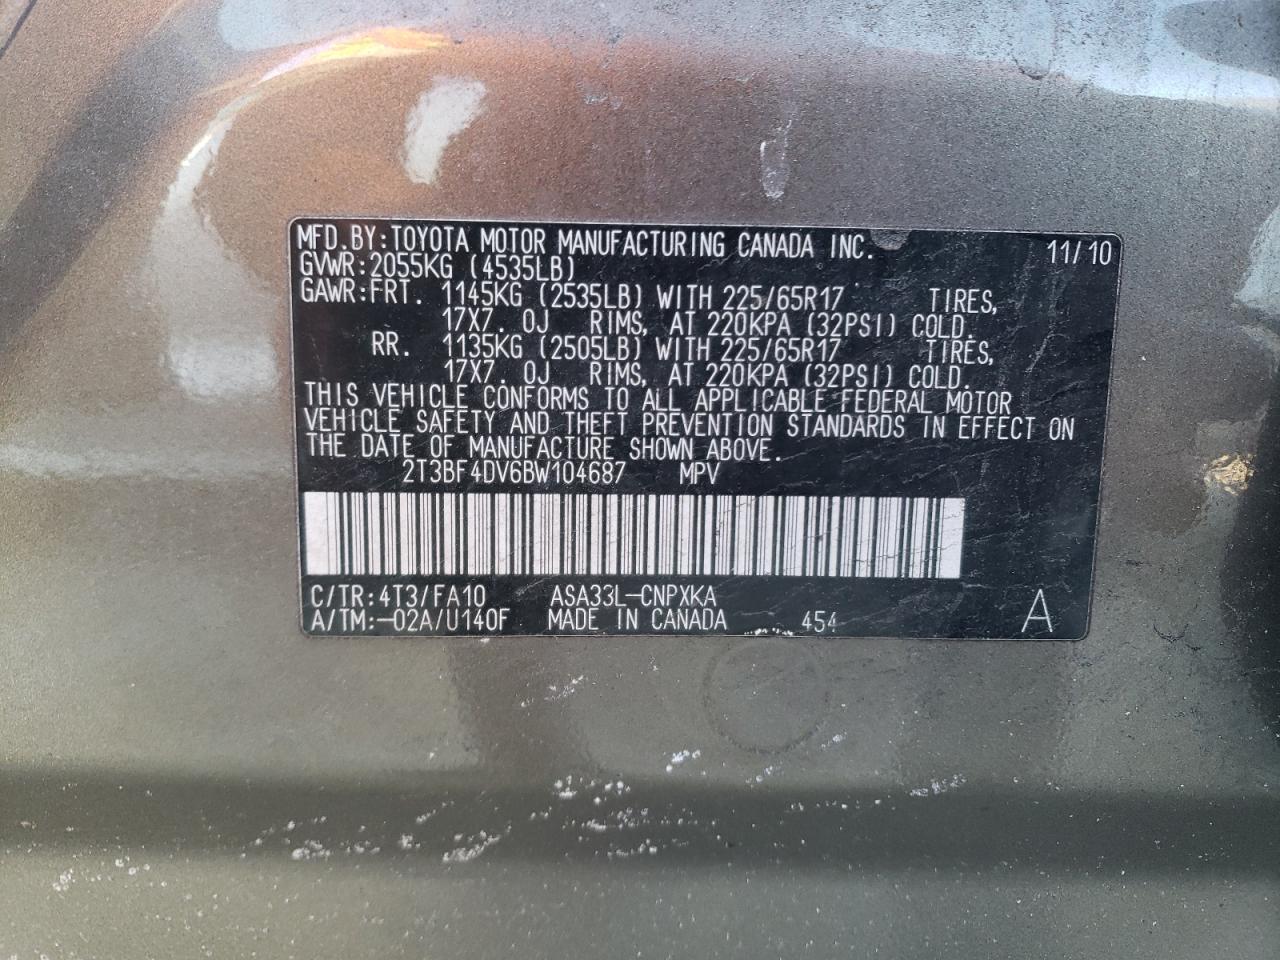 MFD.BY:TOYOTA MOTOR MANUFACTURING CANADA INC. 11/10
GVWR:2055KG (4535LB)
GAWR:FRT. 1145KG (2535LB) WITH 225/65R17 TIRES,
17X7.0J RIMS, AT 220KPA (32PSI) COLD.
RR. 1135KG (2505LB) WITH 225/65R17 TIRES,
17X7.0J RIMS, AT 220KPA (32PSI) COLD.
THIS VEHICLE CONFORMS TO ALL APPLICABLE FEDERAL MOTOR
VEHICLE SAFETY AND THEFT PREVENTION STANDARDS IN EFFECT ON
THE DATE OF MANUFACTURE SHOWN ABOVE.
2T3BF4DV6BW104687 MPV
C/TR:4T3/FA10 ASA33L-CNPXKA
A/TM:-02A/U140F MADE IN CANADA 454 A